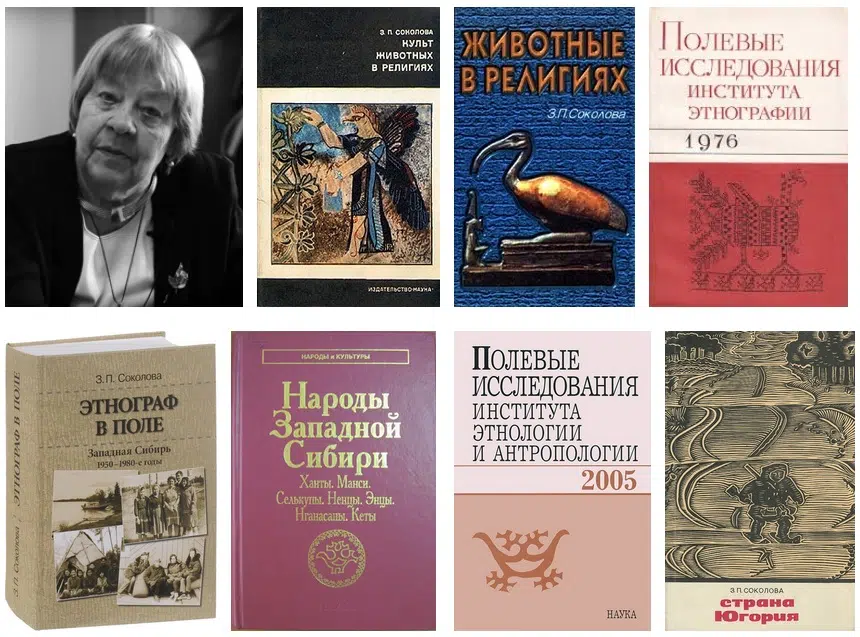 З. П. СОКОЛОВА
КУЛЬТ
ЖИВОТНЫХ
В РЕЛИГИЯХ
ИЗДАТЕЛЬСТВО «НАУКА»
ЖИВОТНЫЕ
В РЕЛИГИЯХ
З.П.Соколова
ПОЛЕВЫЕ
ИССЛЕДОВАНИЯ
ИНСТИТУТА
ЭТНОГРАФИИ
1976
З. П. Соколова
ЭТНОГРАФ
В ПОЛЕ
Западная Сибирь
1950–1980-е годы
ЭТНОГРАФ В ПОЛЕ
З. П. Соколова
НАРОДЫ И КУЛЬТУРЫ
Народы
Западной
Сибири
Ханты. Манси.
Селькупы. Ненцы. Энцы.
Нганасаны. Кеты
ПОЛЕВЫЕ
ИССЛЕДОВАНИЯ
ИНСТИТУТА
ЭТНОЛОГИИ
И АНТРОПОЛОГИИ
2005
НАУКА
З.П.СОКОЛОВА
страна
Югория